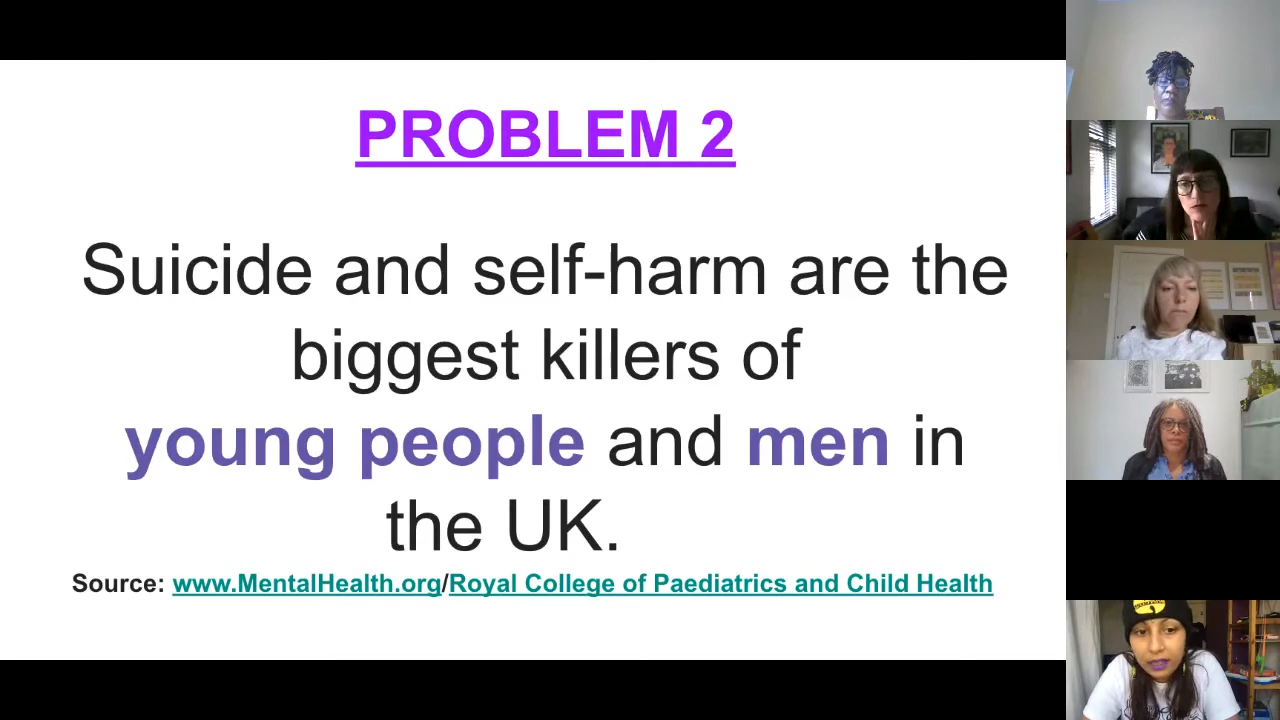 PROBLEM 2
Suicide and self-harm are the
biggest killers of
young people and men in
the UK.
Source: www.MentalHealth.org/Royal College of Paediatrics and Child Health